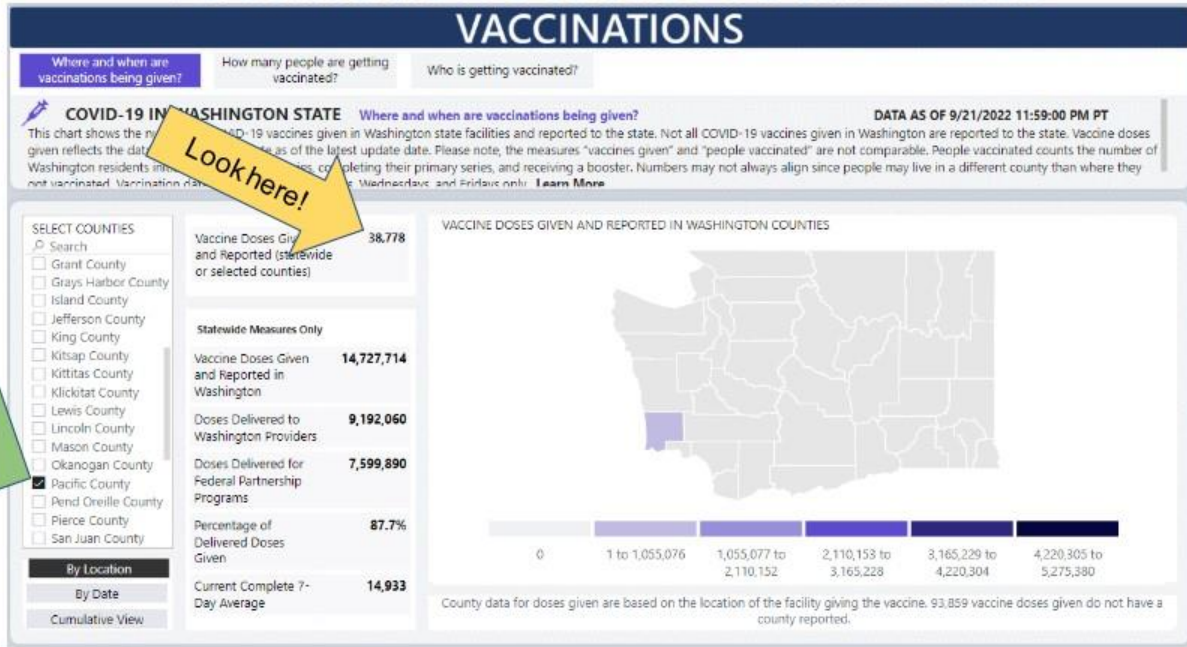 VACCINATIONS
Where and when are
vaccinations being given?
How many people are getting
vaccinated?
Who is getting vaccinated?
COVID-19 IN WASHINGTON STATE Where and when are vaccinations being given? DATA AS OF 9/21/2022 11:59:00 PM PT
This chart shows the COVID-19 vaccines given in Washington state facilities and reported to the state. Not all COVID-19 vaccines given in Washington are reported to the state. Vaccine doses
given reflects the as of the latest update date. Please note, the measures "vaccines given" and "people vaccinated" are not comparable. People vaccinated counts the number of
Washington residents completing their primary series, and receiving a booster. Numbers may not always align since people may live in a different county than where they
got vaccinated. Vaccination Wednesdays, and Fridays only. Learn More
Look here!
SELECT COUNTIES
Search
Grant County
Grays Harbor County
Island County
Jefferson County
King County
Kitsap County
Kittitas County
Klickitat County
Lewis County
Lincoln County
Mason County
Okanogan County
Pacific County
Pend Oreille County
Pierce County
San Juan County
By Location
By Date
Cumulative View
Vaccine Doses 38,778
and Reported (statewide
or selected counties)
Statewide Measures Only
Vaccine Doses Given 14,727,714
and Reported in
Washington
Doses Delivered to 9,192,060
Washington Providers
Doses Delivered for 7,599,890
Federal Partnership
Programs
Percentage of 87.7%
Delivered Doses
Given
Current Complete 7- 14,933
Day Average
VACCINE DOSES GIVEN AND REPORTED IN WASHINGTON COUNTIES
0 1 to 1,055,076 1,055,077 to 2,110,153 to 3,165,229 to 4,220,305 to
2,110,152 3,165,228 4,220,304 5,275,380
County data for doses given are based on the location of the facility giving the vaccine. 93,859 vaccine doses given do not have a
county reported.